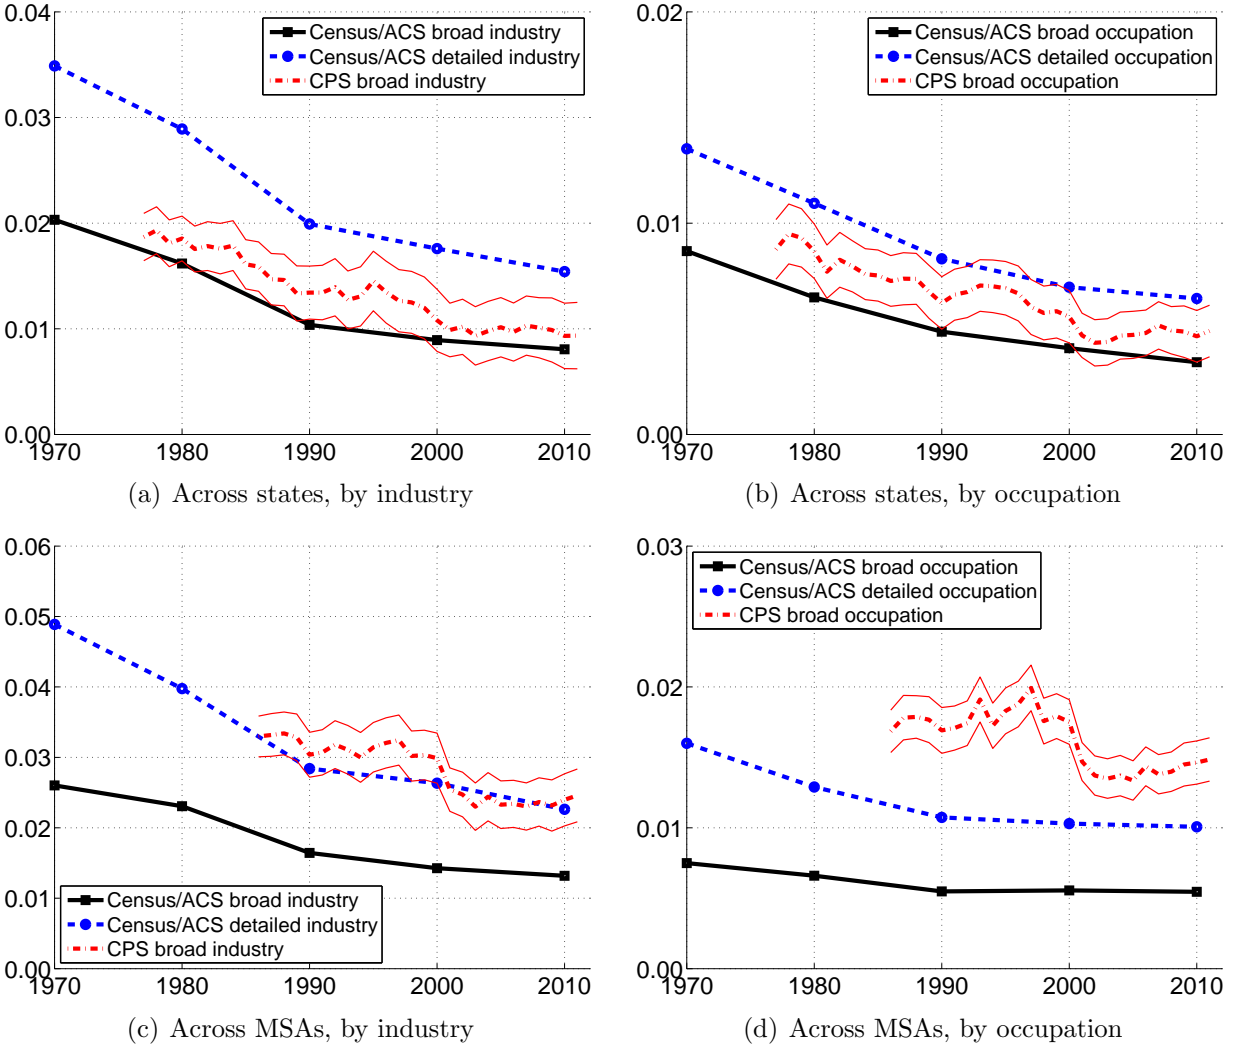 0.04
0.03
0.02
0.01
0.00
1970 1980 1990 2000 2010
Census/ACS broad industry
Census/ACS detailed industry
CPS broad industry
(a) Across states, by industry
0.02
0.01
0.00
1970 1980 1990 2000 2010
Census/ACS broad occupation
Census/ACS detailed occupation
CPS broad occupation
(b) Across states, by occupation
0.06
0.05
0.04
0.03
0.02
0.01
0.00
1970 1980 1990 2000 2010
Census/ACS broad industry
Census/ACS detailed industry
CPS broad industry
(c) Across MSAs, by industry
0.03
0.02
0.01
0.00
1970 1980 1990 2000 2010
Census/ACS broad occupation
Census/ACS detailed occupation
CPS broad occupation
(d) Across MSAs, by occupation